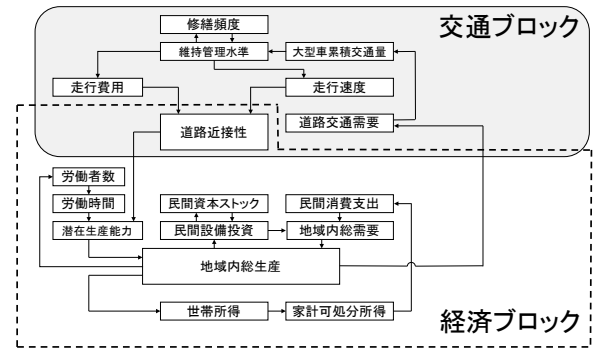 交通ブロック
修繕頻度
維持管理水準
大型車累積交通量
走行費用
走行速度
道路近接性
道路交通需要
労働者数
労働時間
民間資本ストック
民間消費支出
潜在生産能力
民間設備投資
地域内総需要
地域内総生産
世帯所得
家計可処分所得
経済ブロック